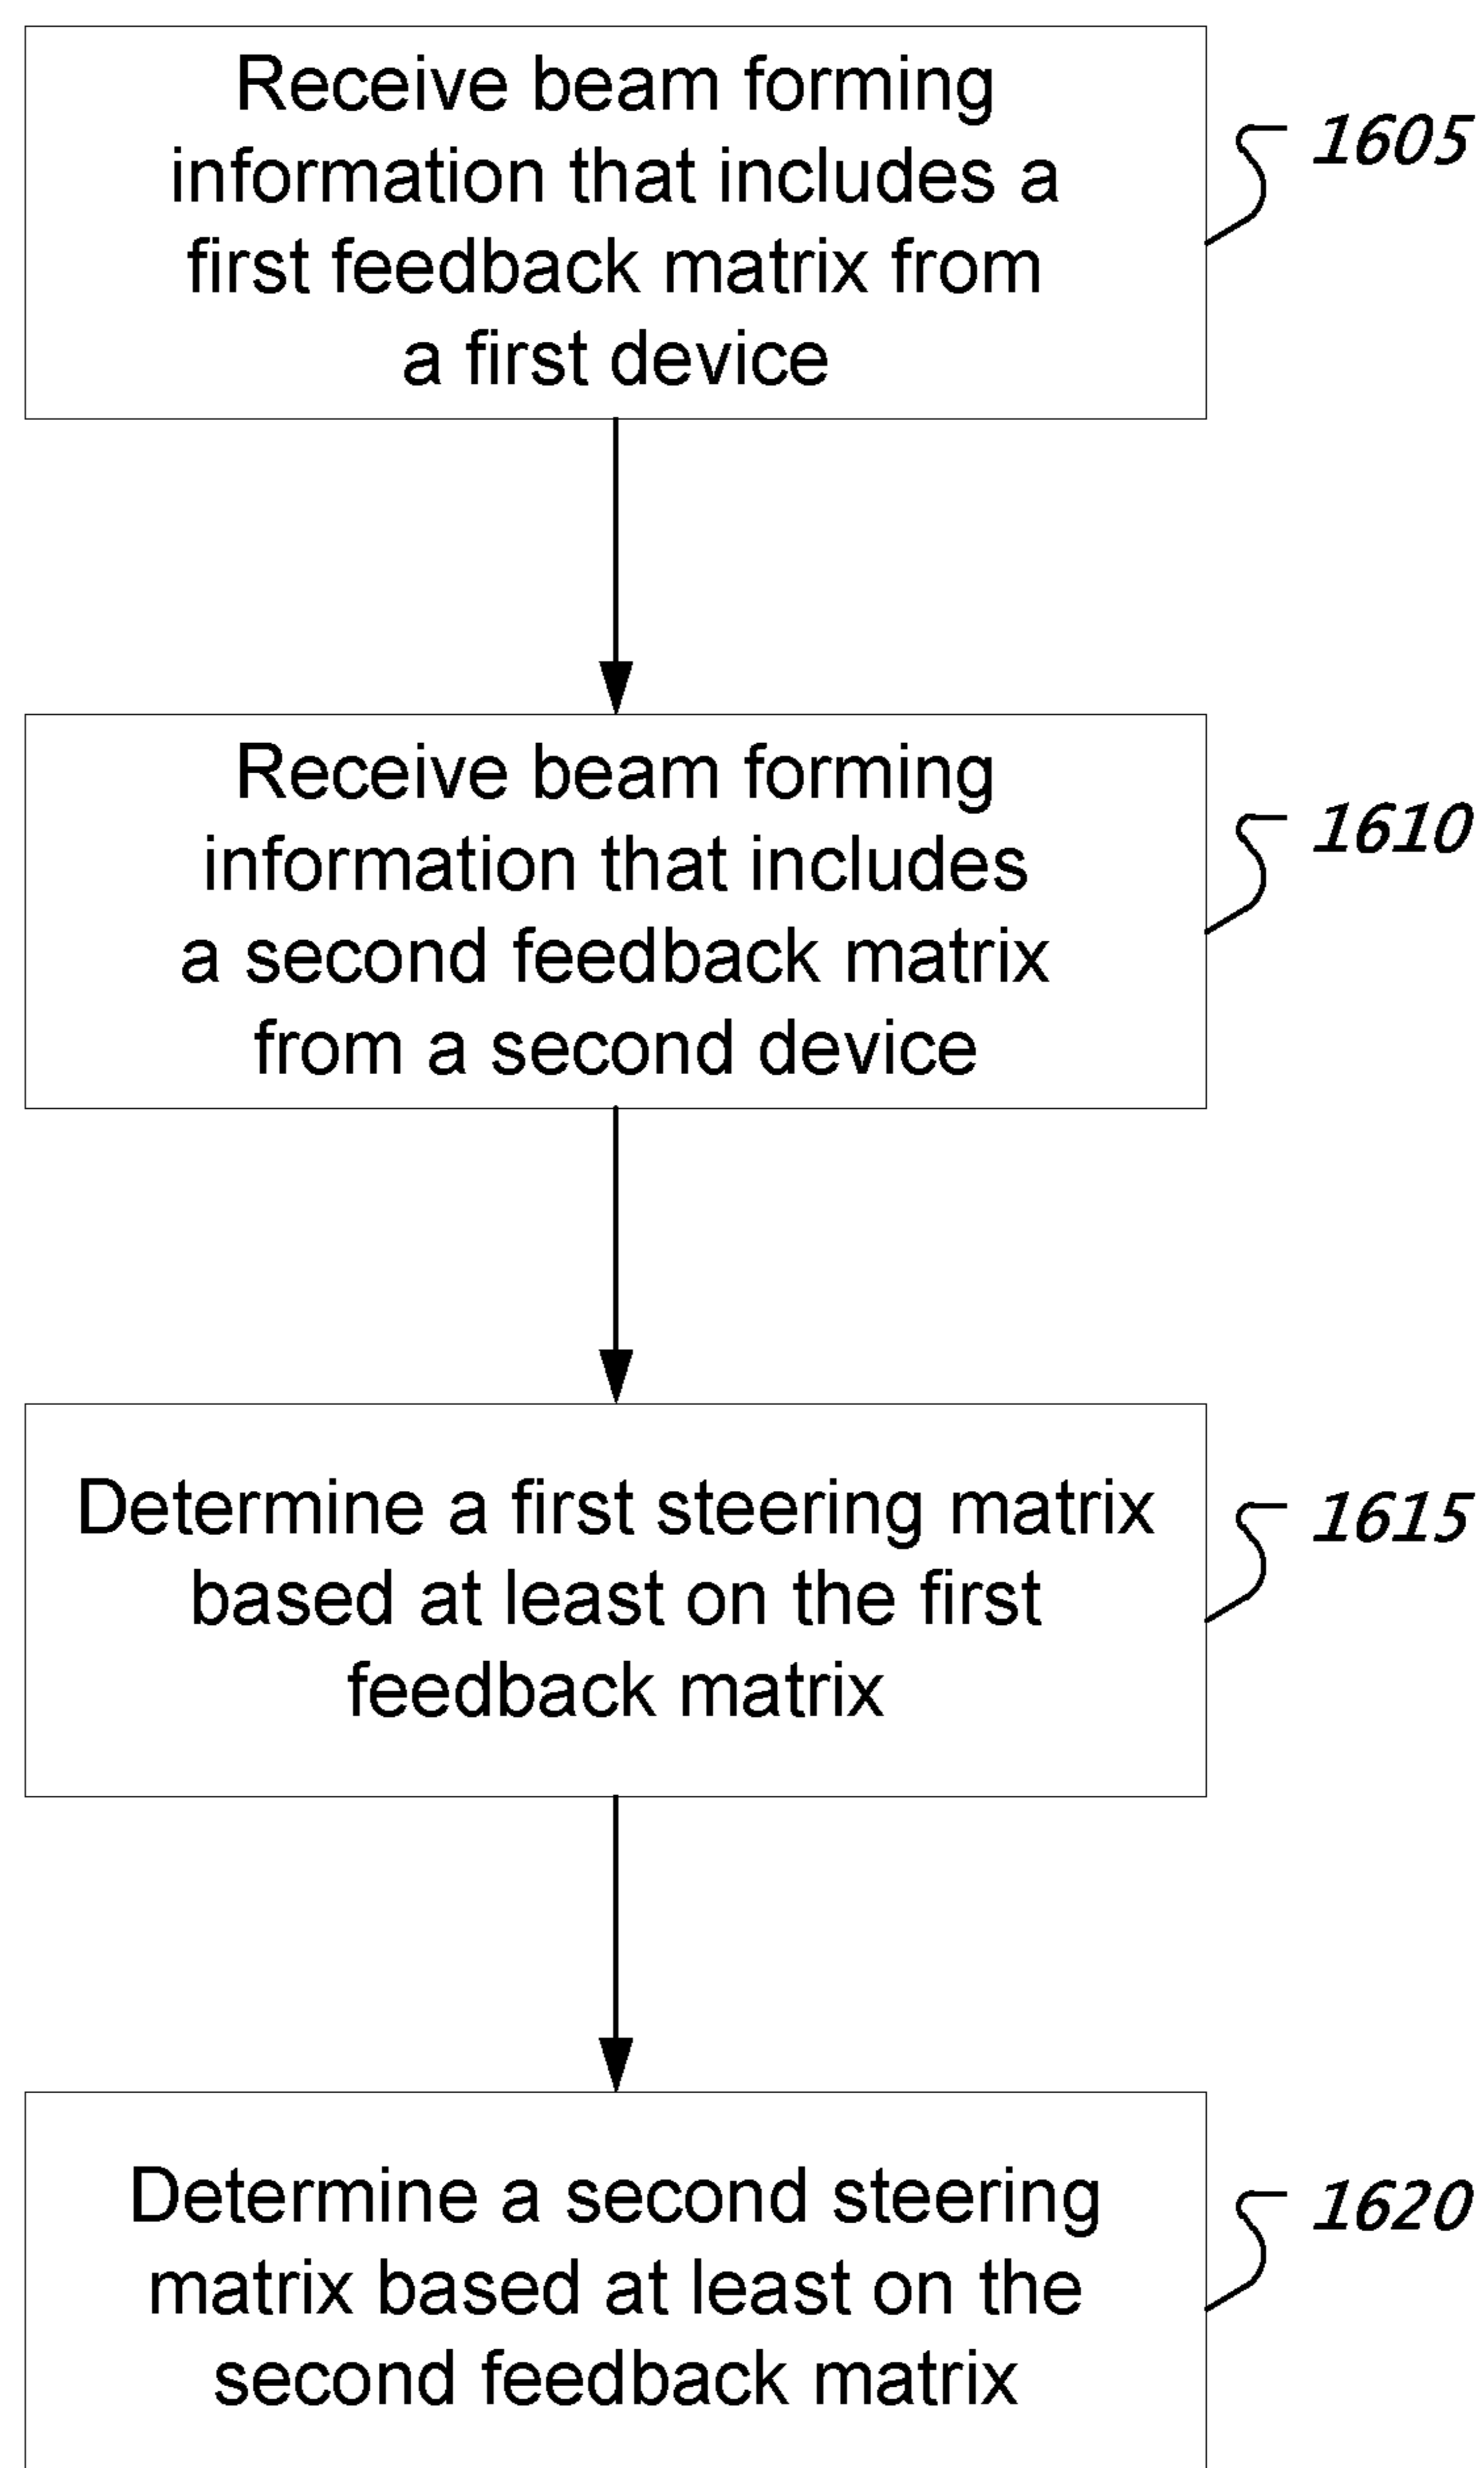 Receive beam forming
information that includes a
first feedback matrix from
a first device
1605
Receive beam forming
information that includes
a second feedback matrix
from a second device
1610
Determine a first steering matrix
based at least on the first
feedback matrix
1615
Determine a second steering
matrix based at least on the
second feedback matrix
1620